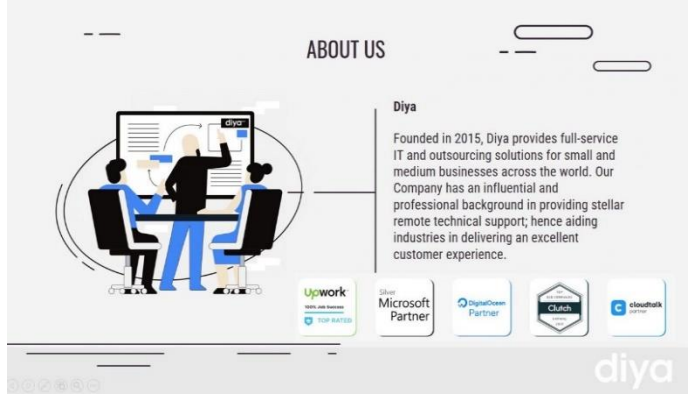 ABOUT US
diya
Diya
Founded in 2015, Diya provides full-service
IT and outsourcing solutions for small and
medium businesses across the world. Our
Company has an influential and
professional background in providing stellar
remote technical support; hence aiding
industries in delivering an excellent
customer experience.
Upwork
100% Job Success
TOP RATED
Silver
Microsoft
Partner
DigitalOcean
Partner
Clutch
cloudtalk
partner
diya